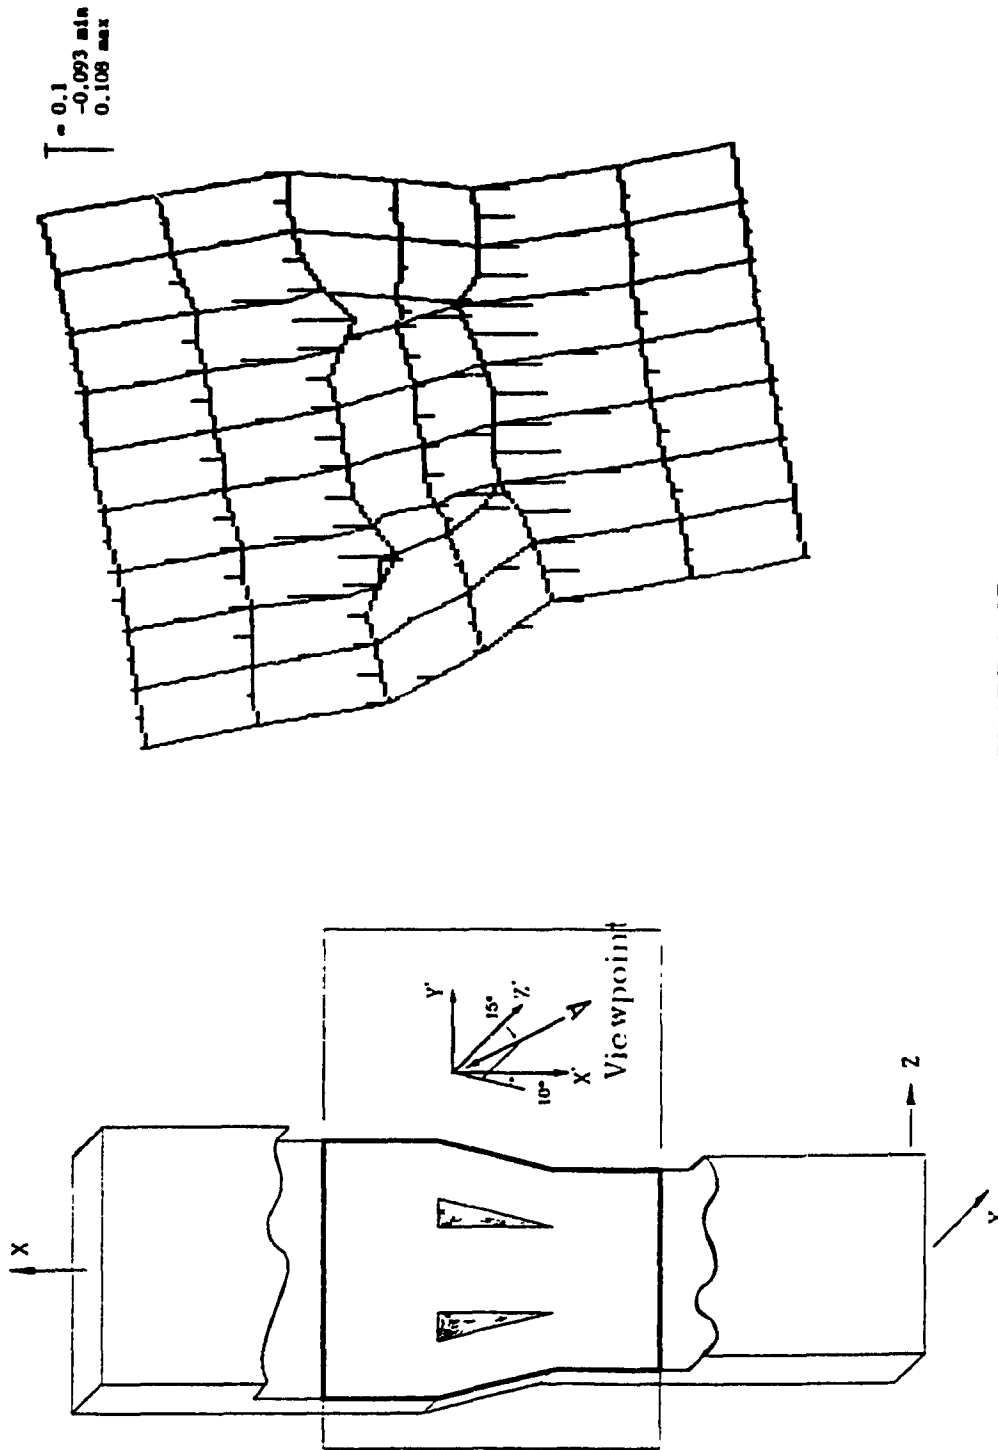 = 0.1
-0.093 min
0.108 max
X
Y'
15°
Z'
10°
X'
Viewpoint
Z
Y